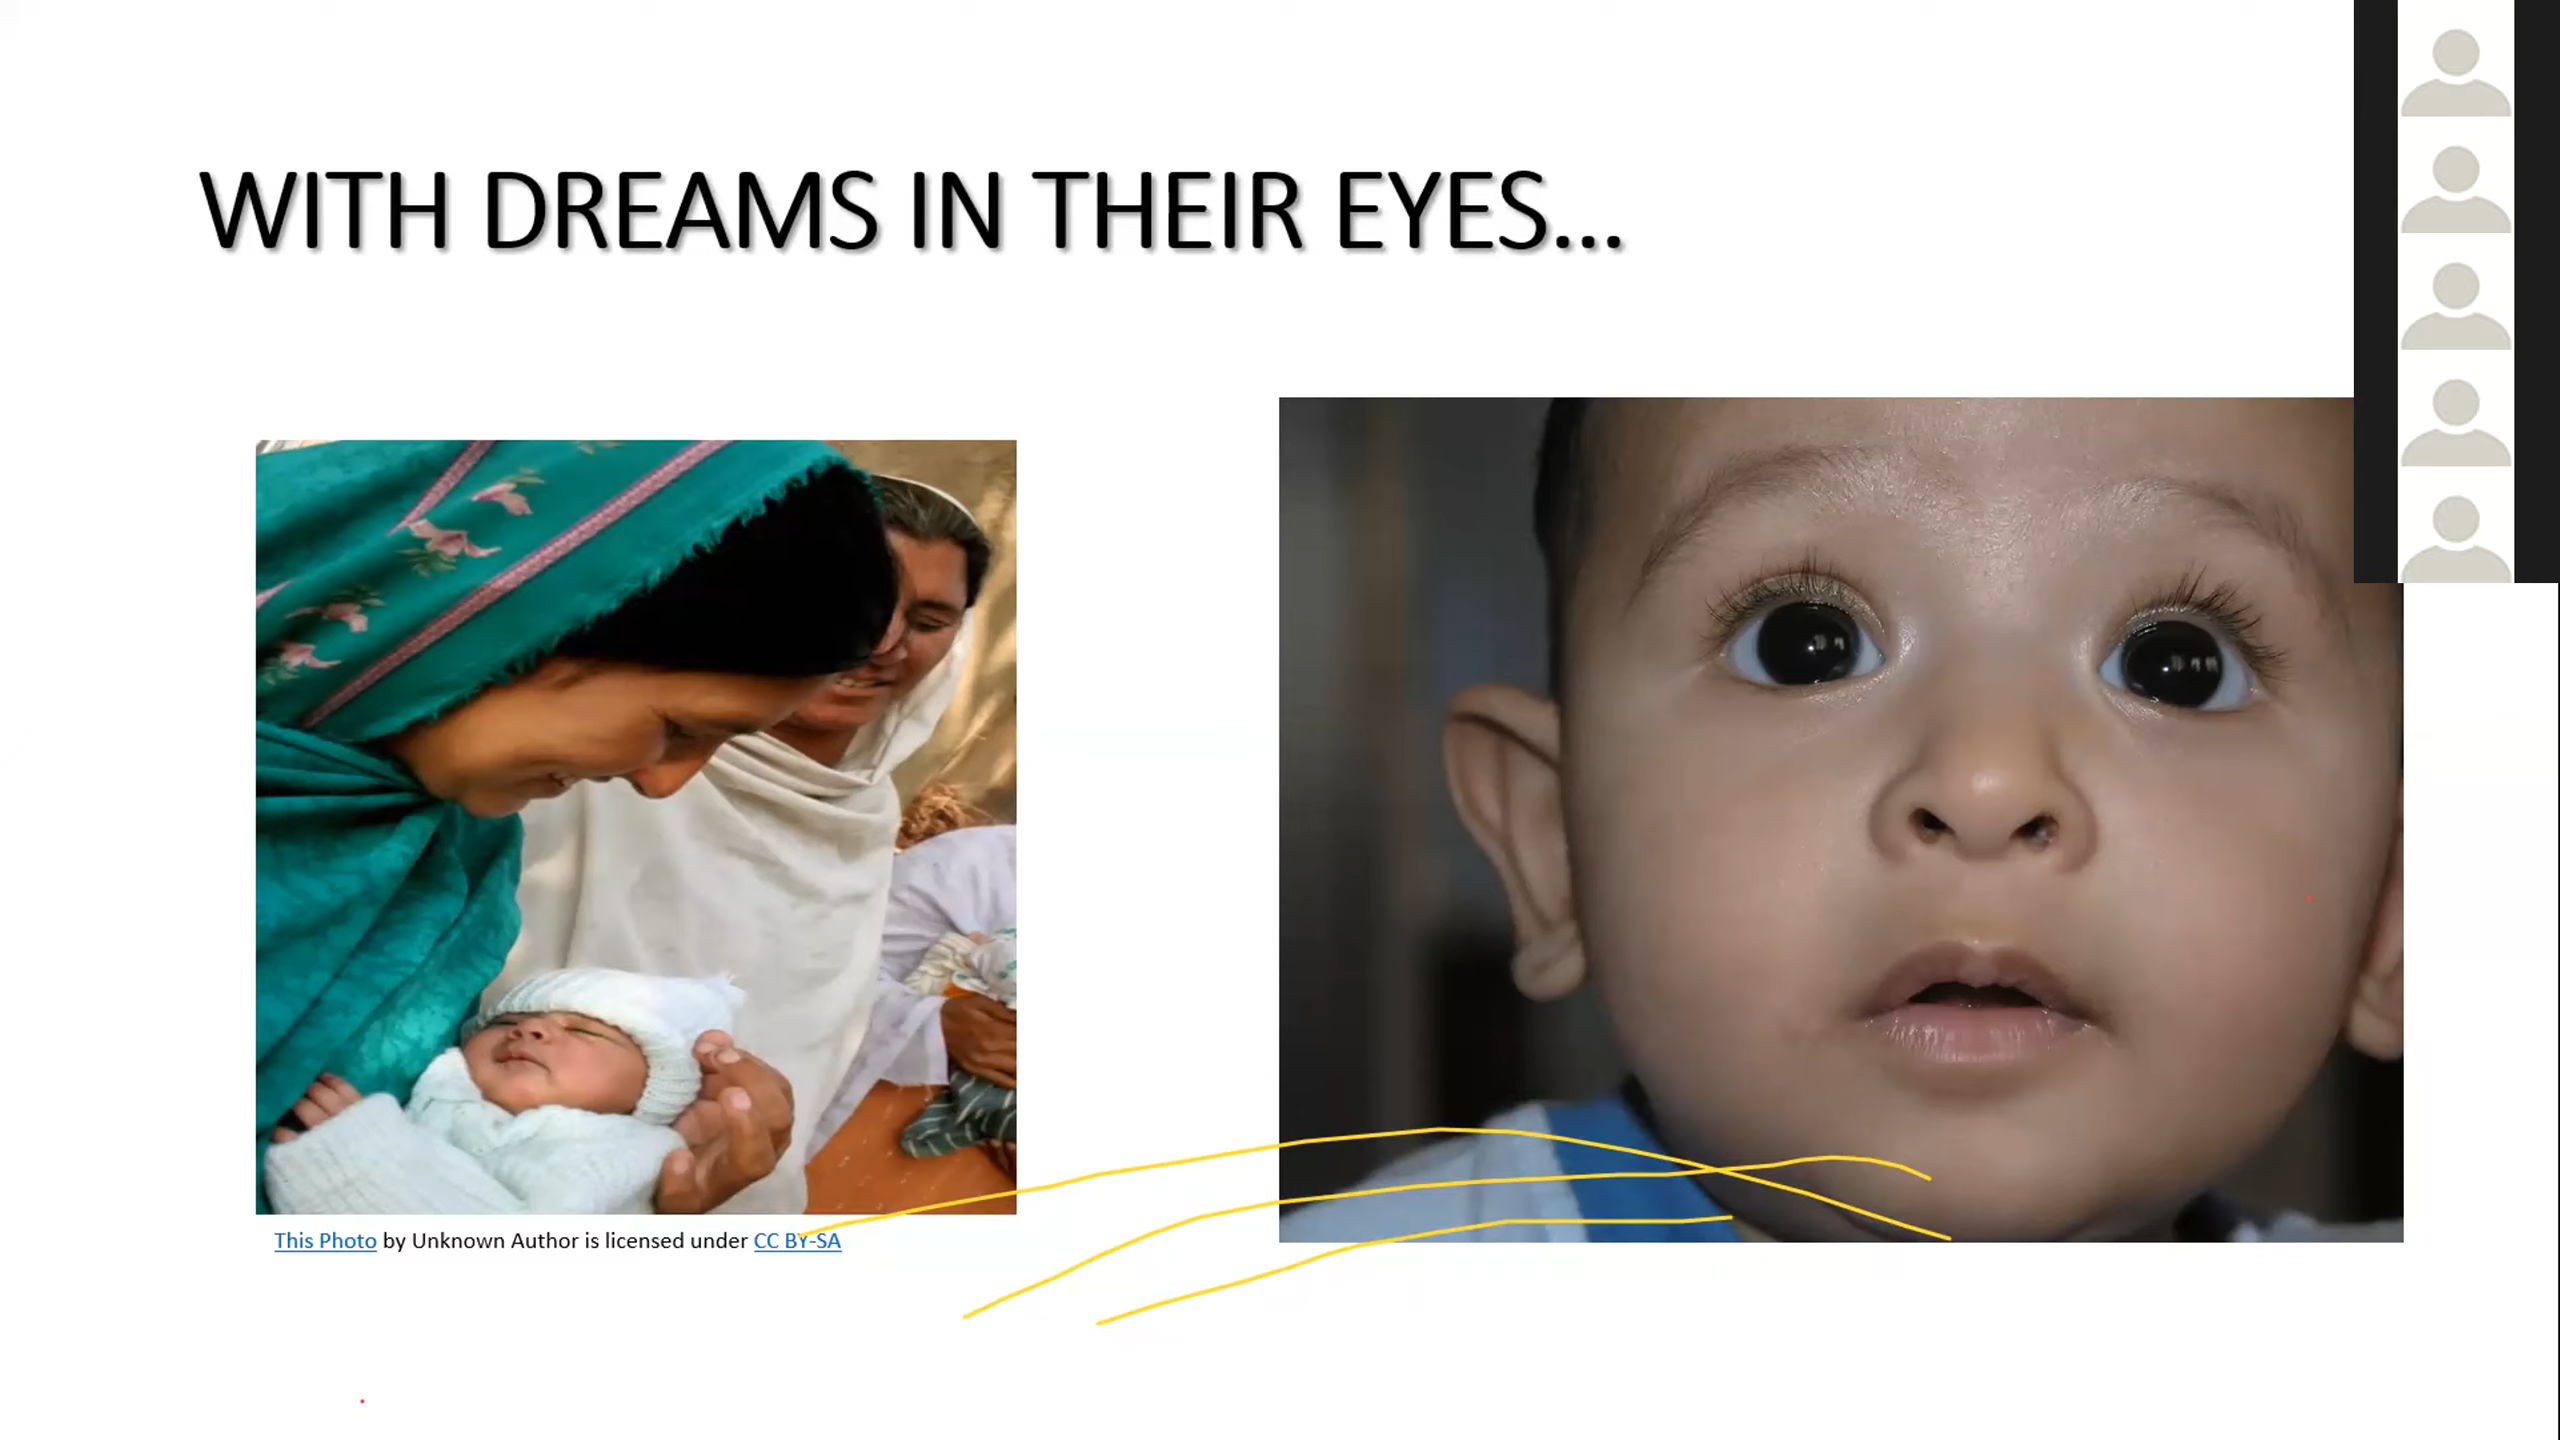 WITH DREAMS IN THEIR EYES...
This Photo by Unknown Author is licensed under CC BY-SA